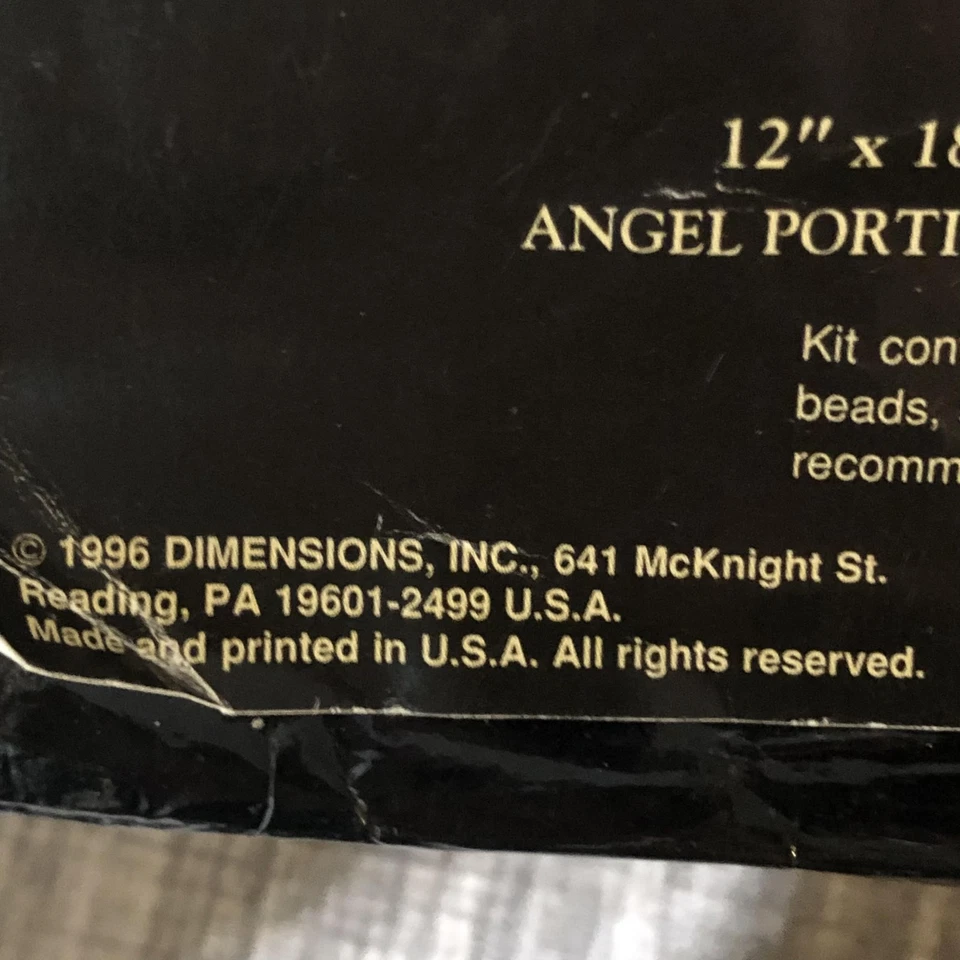 12" x 18
ANGEL PORTI
Kit con
beads,
recomm
© 1996 DIMENSIONS, INC., 641 McKnight St.
Reading, PA 19601-2499 U.S.A.
Made and printed in U.S.A. All rights reserved.